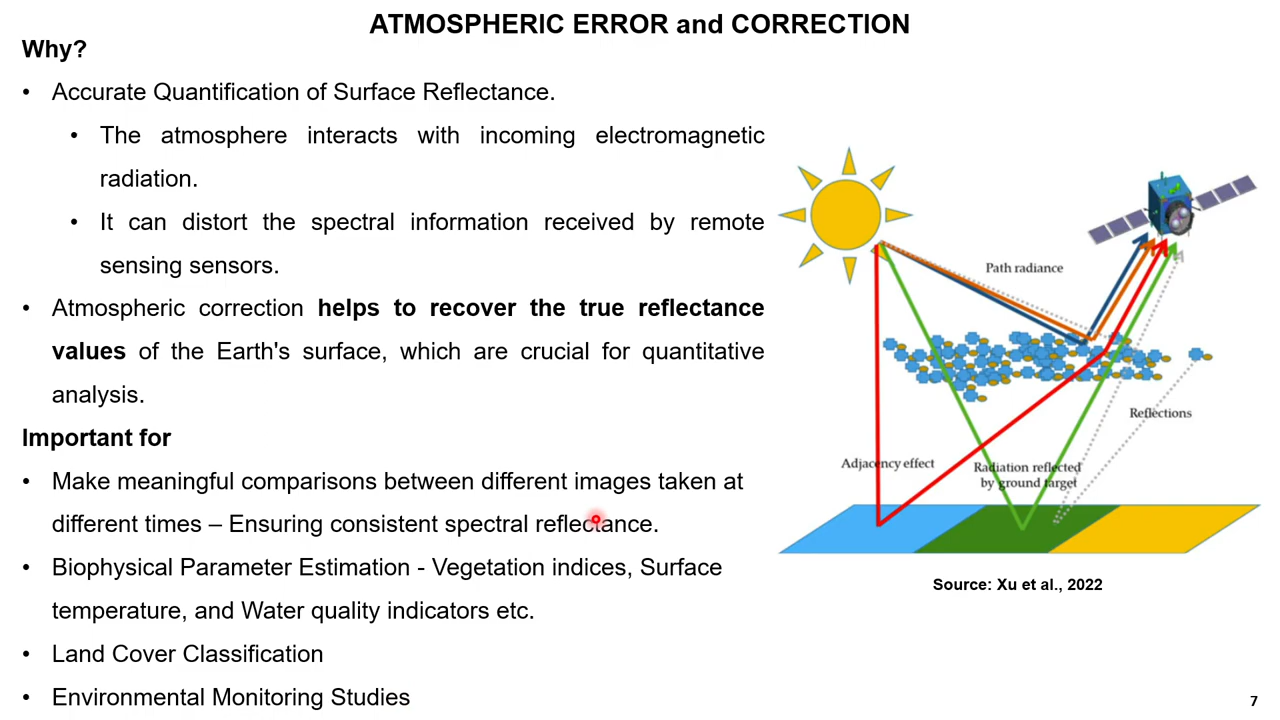 ATMOSPHERIC ERROR and CORRECTION
Why?
• Accurate Quantification of Surface Reflectance.
• The atmosphere interacts with incoming electromagnetic
radiation.
• It can distort the spectral information received by remote
sensing sensors.
• Atmospheric correction helps to recover the true reflectance
values of the Earth's surface, which are crucial for quantitative
analysis.
Important for
• Make meaningful comparisons between different images taken at
different times – Ensuring consistent spectral reflectance.
• Biophysical Parameter Estimation - Vegetation indices, Surface
temperature, and Water quality indicators etc.
• Land Cover Classification
• Environmental Monitoring Studies
Path radiance
Reflections
Adjacency effect
Radiation reflected
by ground target
Source: Xu et al., 2022
7